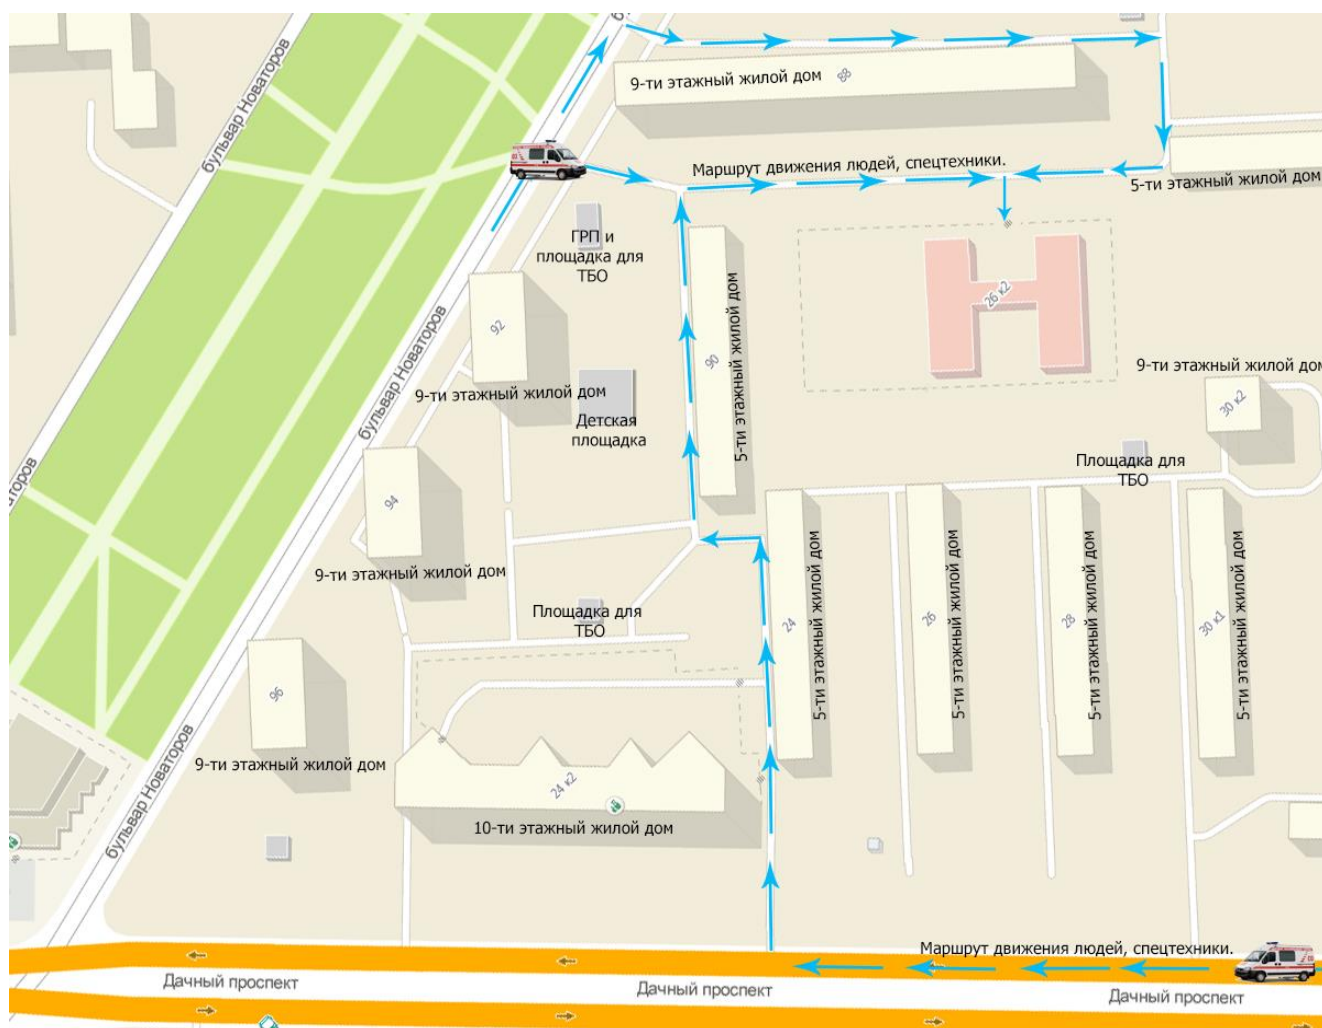 б
бульвар Новаторов
9-ти этажный жилой дом
88
Маршрут движения людей, спецтехники.
5-ти этажный жилой дом
ГРП и
площадка для
ТБО
26 к2
92
90
5-ти этажный жилой дом
бульвар Новаторов
9-ти этажный жилой дом
9-ти этажный жилой дом
30 к2
Детская
площадка
Площадка для
ТБО
аторов
94
9-ти этажный жилой дом
Площадка для
ТБО
24
5-ти этажный жилой дом
26
5-ти этажный жилой дом
28
5-ти этажный жилой дом
30 к1
5-ти этажный жилой дом
96
9-ти этажный жилой дом
бульвар Новаторов
24 к2
10-ти этажный жилой дом
Маршрут движения людей, спецтехники.
Дачный проспект
Дачный проспект
Дачный проспект